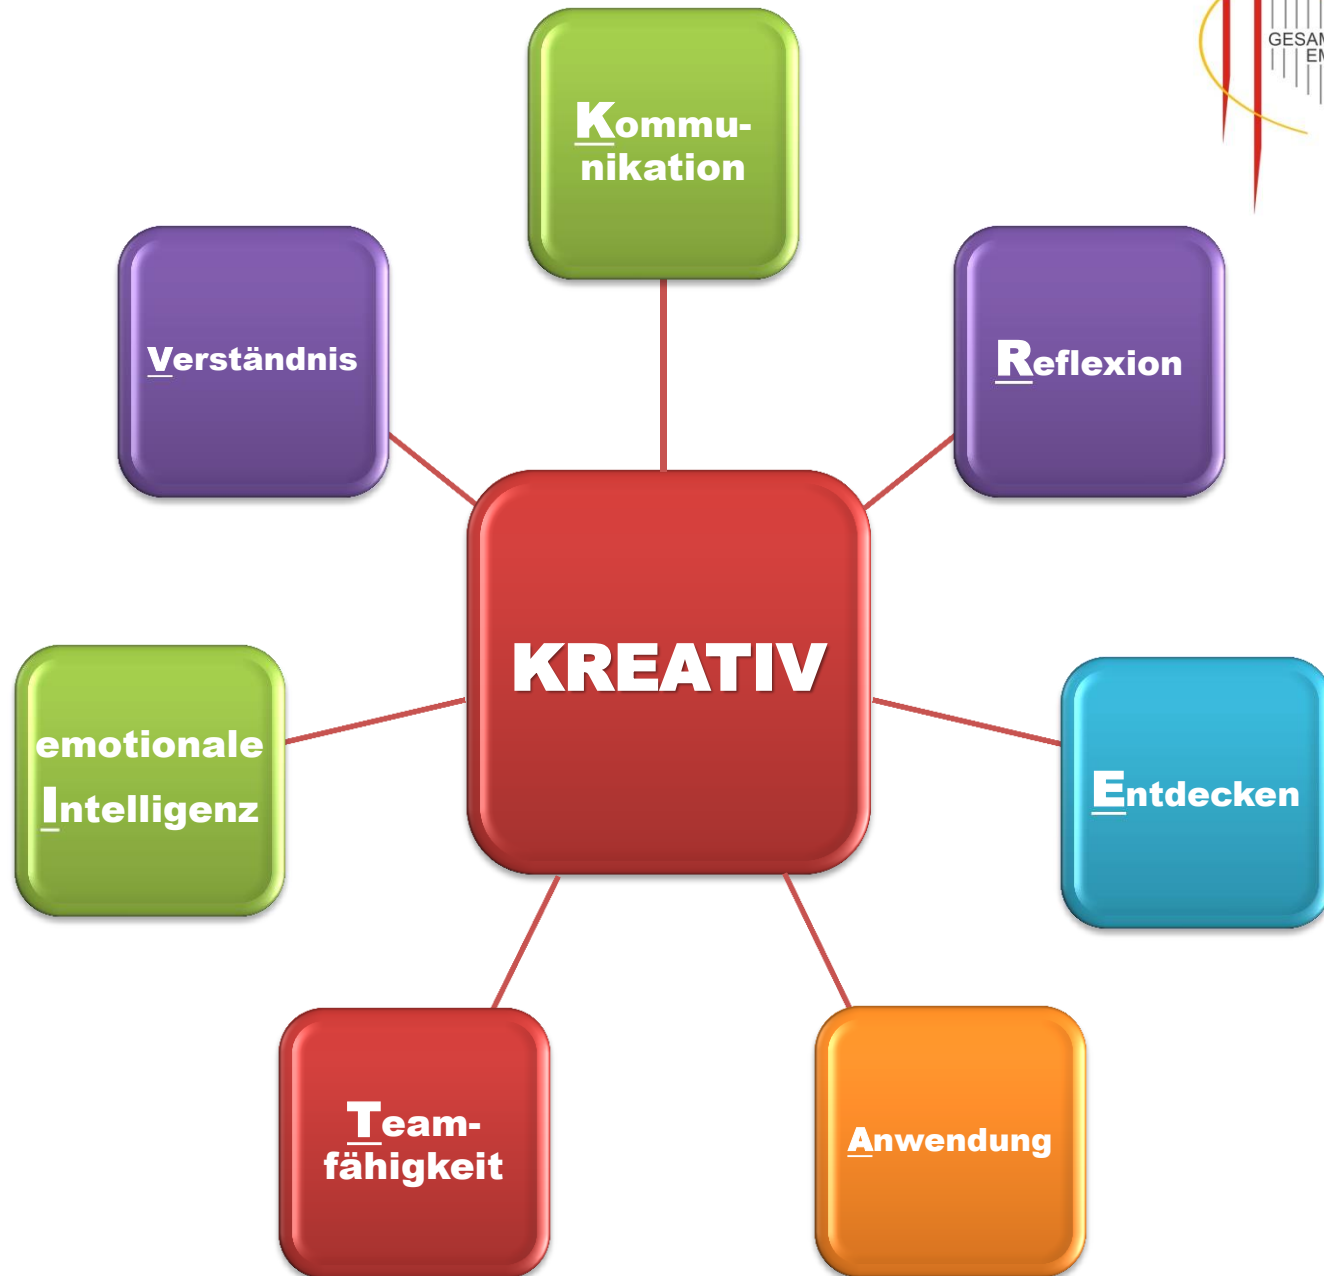 Kommu-
nikation
Reflexion
Entdecken
Anwendung
Team-
fähigkeit
emotionale
Intelligenz
Verständnis
KREATIV